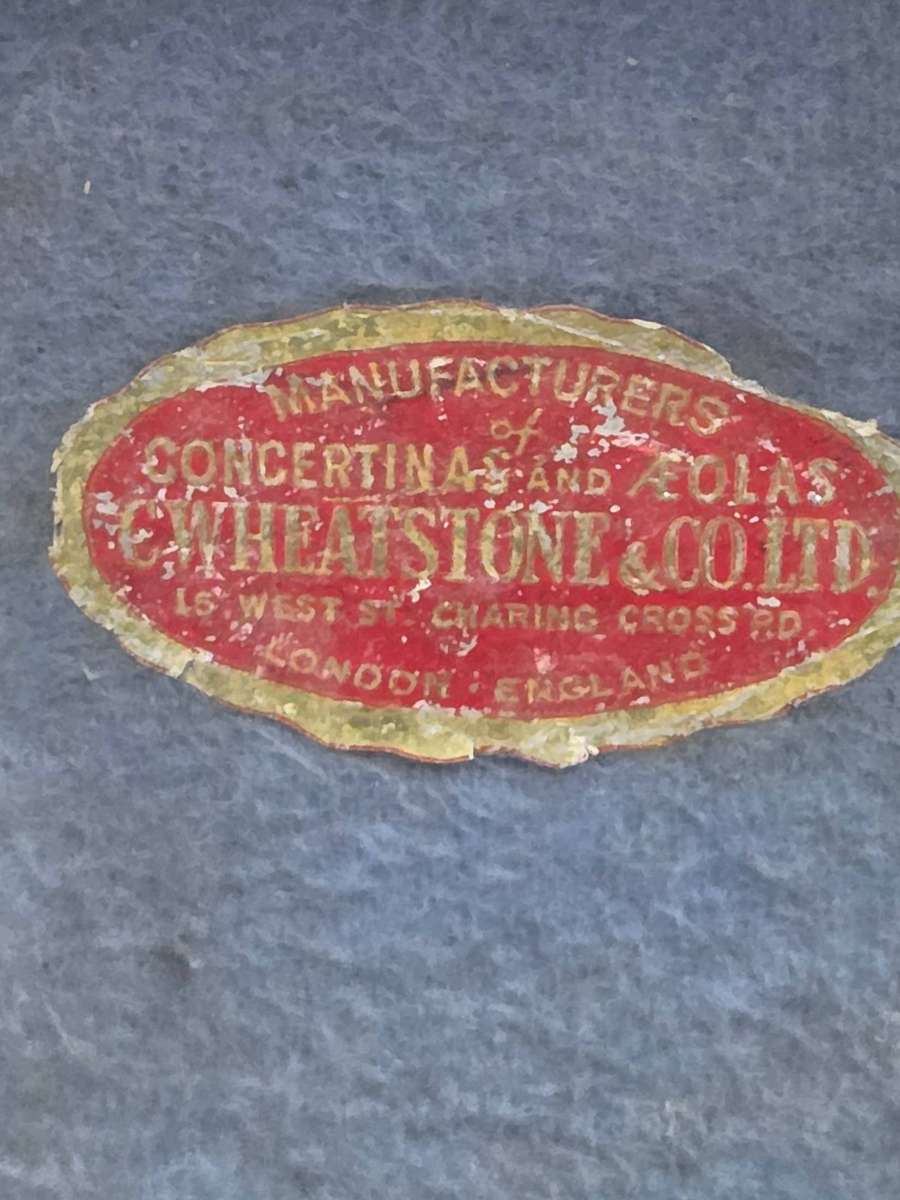 MANUFACTURERS
of
CONCERTINAS AND ÆOLAS
C WHEATSTONE & CO. LTD.
15 WEST ST. CHARING CROSS RD
LONDON : ENGLAND